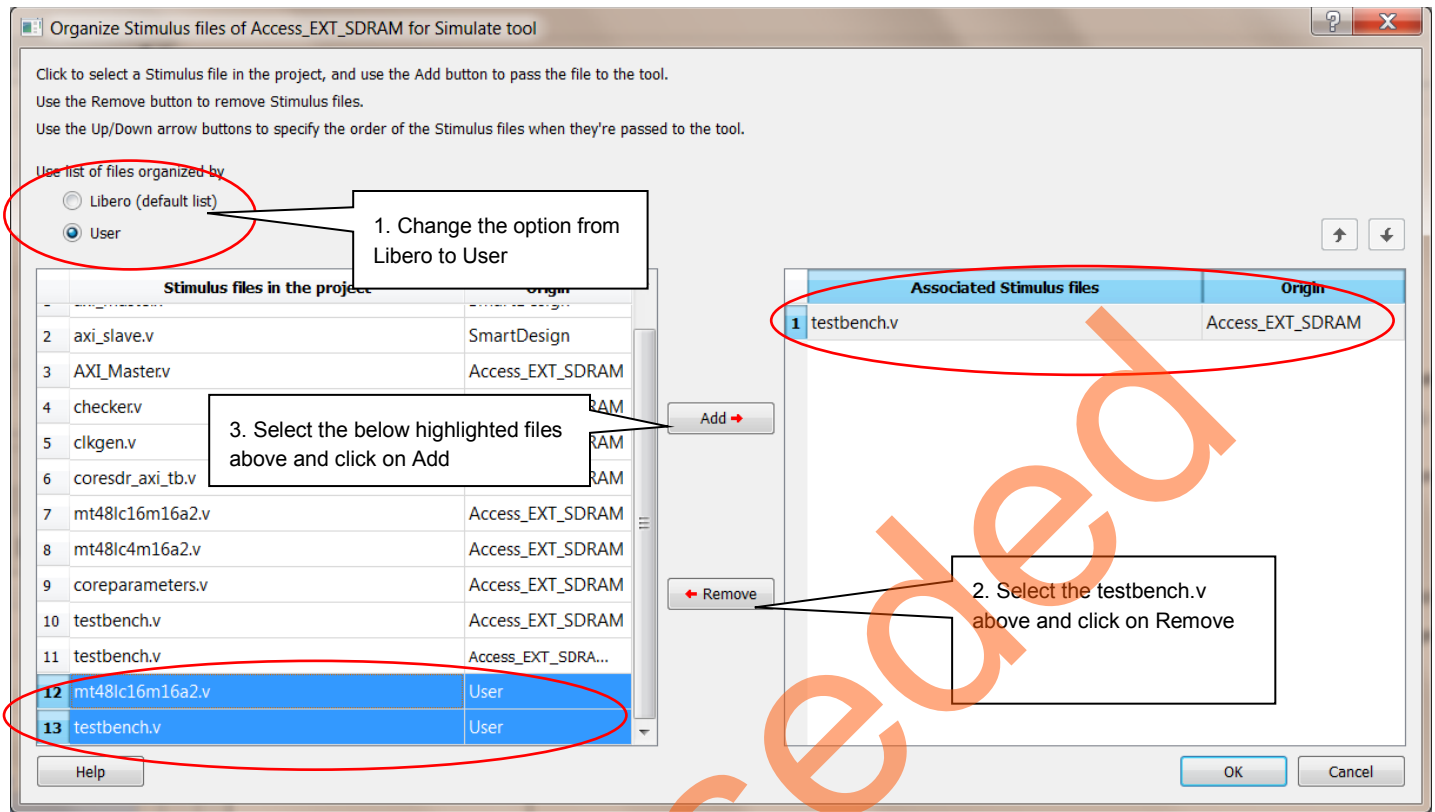 Organize Stimulus files of Access_EXT_SDRAM for Simulate tool
Click to select a Stimulus file in the project, and use the Add button to pass the file to the tool.
Use the Remove button to remove Stimulus files.
Use the Up/Down arrow buttons to specify the order of the Stimulus files when they're passed to the tool.
Use list of files organized by
Libero (default list)
User
1. Change the option from
Libero to User
Stimulus files in the project Origin
2 axi_slave.v SmartDesign
3 AXI_Master.v Access_EXT_SDRAM
4 checker.v RAM
5 clkgen.v RAM
6 coresdr_axi_tb.v RAM
7 mt48lc16m16a2.v Access_EXT_SDRAM
8 mt48lc4m16a2.v Access_EXT_SDRAM
9 coreparameters.v Access_EXT_SDRAM
10 testbench.v Access_EXT_SDRAM
11 testbench.v Access_EXT_SDRA...
12 mt48lc16m16a2.v User
13 testbench.v User
3. Select the below highlighted files
above and click on Add
Add
Remove
Associated Stimulus files Origin
1 testbench.v Access_EXT_SDRAM
2. Select the testbench.v
above and click on Remove
Help
OK
Cancel
ceded